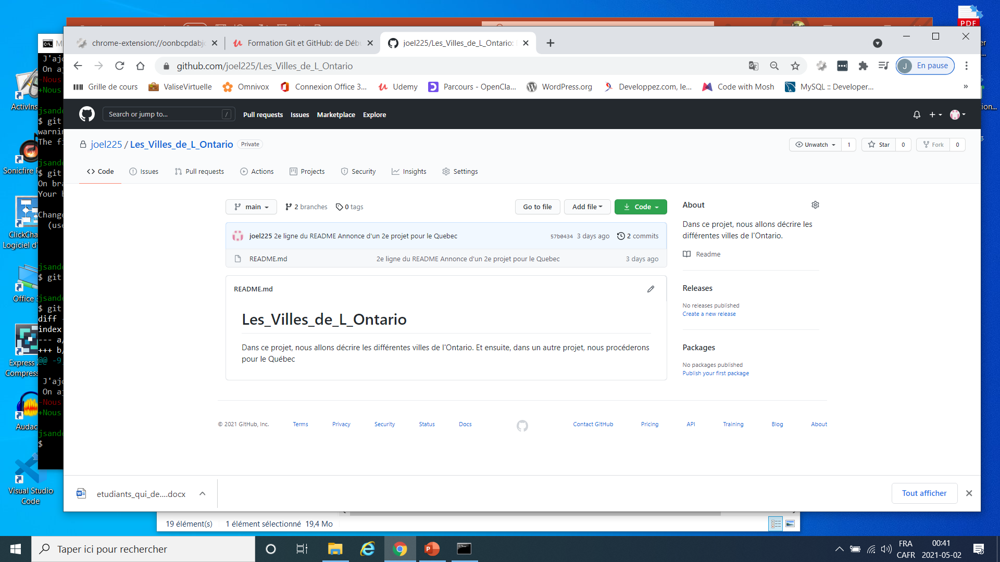 PDF
chrome-extension://oonbcpdabjc
Formation Git et GitHub: de Débu
joel225/Les_Villes_de_L_Ontario:
github.com/joel225/Les_Villes_de_L_Ontario
J
En pause
Grille de cours
ValiseVirtuelle
Omnivox
Connexion Office 3...
Udemy
Parcours - OpenCla...
WordPress.org
Developpez.com, le...
Code with Mosh
MySQL :: Developer...
»
Search or jump to...
/
Pull requests
Issues
Marketplace
Explore
joel225 / Les_Villes_de_L_Ontario
Private
Unwatch
1
Star
0
Fork
0
Code
Issues
Pull requests
Actions
Projects
Security
Insights
Settings
main
2 branches
0 tags
Go to file
Add file
Code
joel225 2e ligne du README Annonce d'un 2e projet pour le Quebec
57b0434 3 days ago
2 commits
README.md
2e ligne du README Annonce d'un 2e projet pour le Quebec
3 days ago
README.md
Les_Villes_de_L_Ontario
Dans ce projet, nous allons décrire les différentes villes de l'Ontario. Et ensuite, dans un autre projet, nous procéderons
pour le Québec
About
Dans ce projet, nous allons décrire les
différentes villes de l'Ontario.
Readme
Releases
No releases published
Create a new release
Packages
No packages published
Publish your first package
© 2021 GitHub, Inc.
Terms
Privacy
Security
Status
Docs
Contact GitHub
Pricing
API
Training
Blog
About
J'ajo
On aj
-Nous
+Nous
jsande
$ git
warnin
The fi
jsande
$ git
On bra
Your b
Change
(use
jsande
$ git
jsande
$ git
diff -
index
--- a/
+++ b/
@@ -9,
J'ajo
On aj
-Nous
+Nous
jsande
$
ActivIns
Sonicfire P
ClickCha
Logiciel d'
Office 3
Express Z
Compress
Audac
Visual Studio
Code
etudiants_qui_de....docx
Tout afficher
19 élément(s)
1 élément sélectionné 19,4 Mo
Taper ici pour rechercher
FRA
CAFR
00:41
2021-05-02